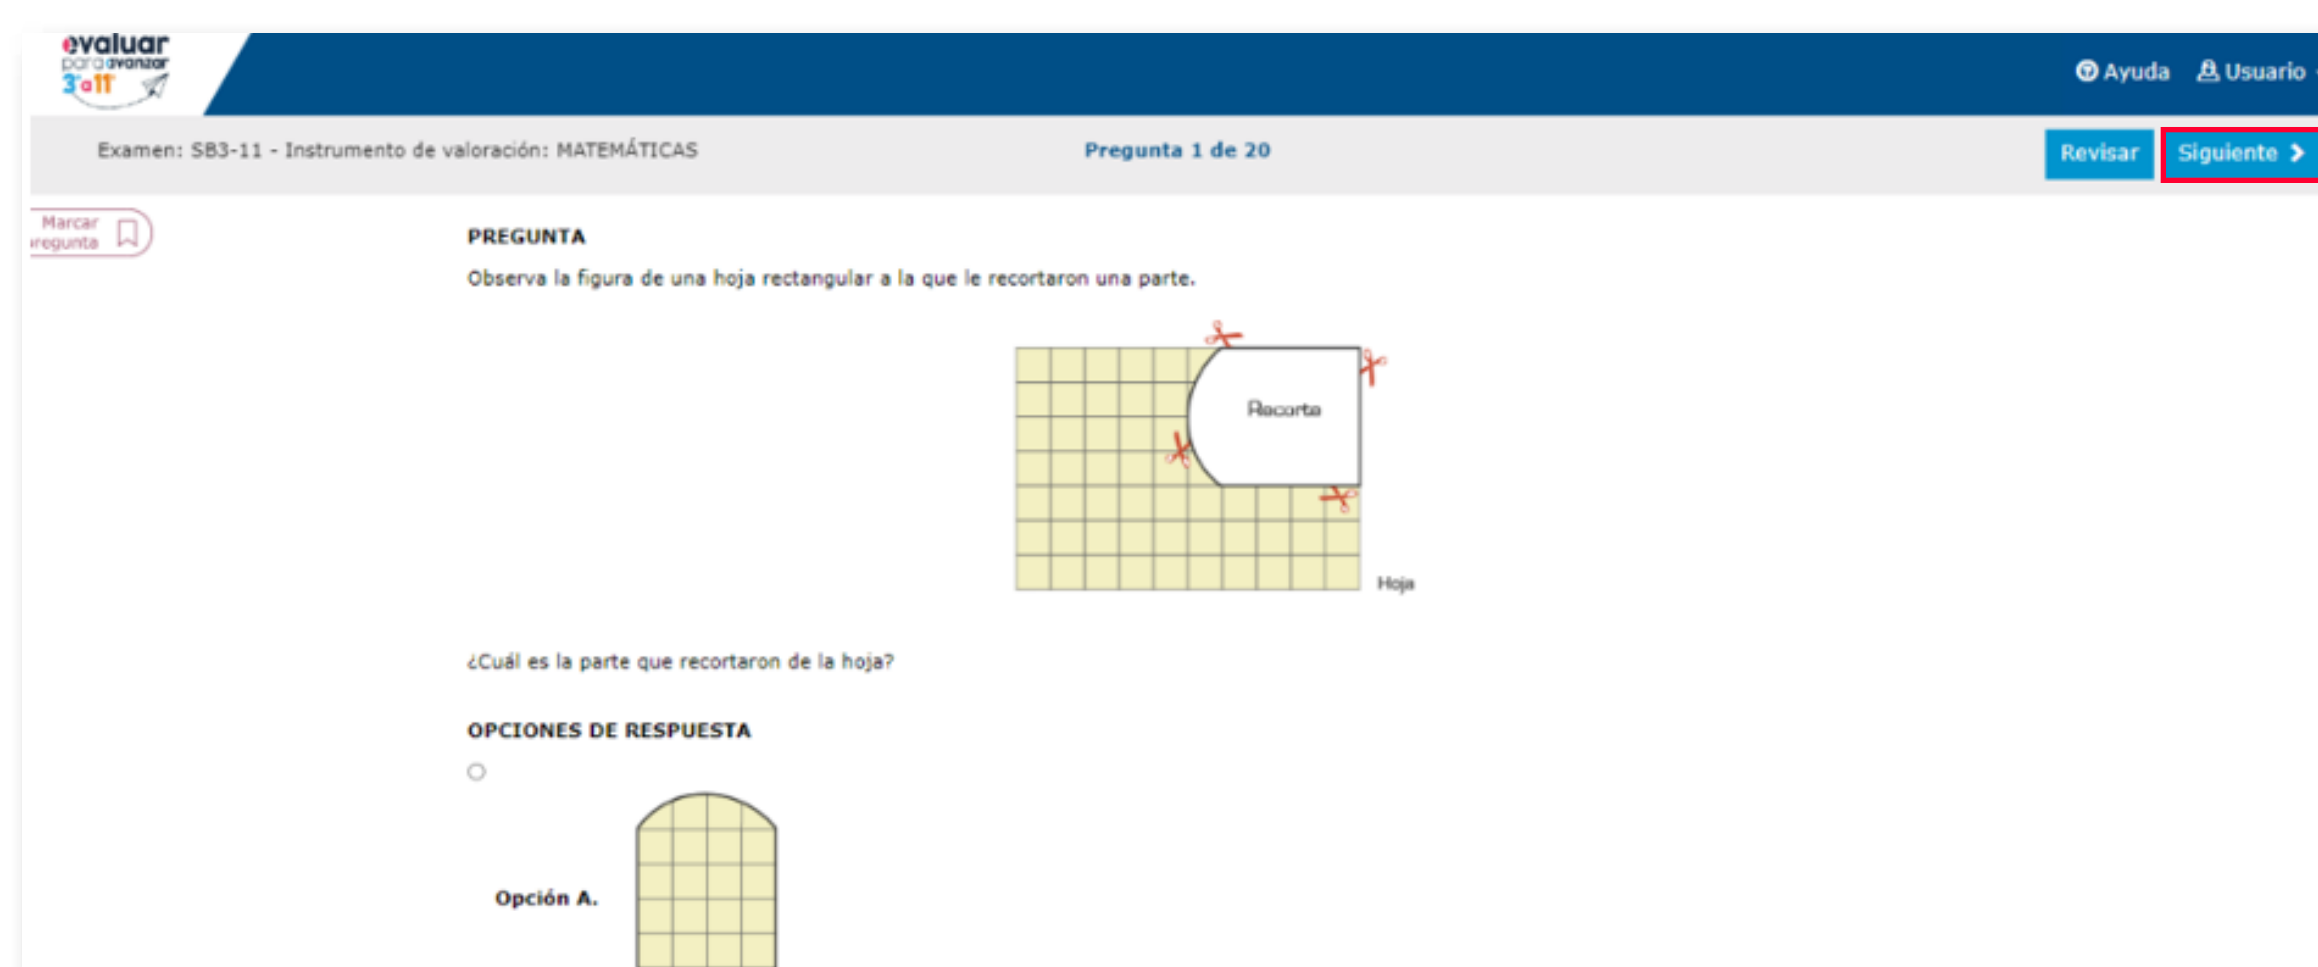 evaluar
para avanzar
3°a11°
Ayuda Usuario
Examen: SB3-11 - Instrumento de valoración: MATEMÁTICAS
Pregunta 1 de 20
Revisar Siguiente
Marcar
pregunta
PREGUNTA
Observa la figura de una hoja rectangular a la que le recortaron una parte.
Recorte
Hoja
¿Cuál es la parte que recortaron de la hoja?
OPCIONES DE RESPUESTA
Opción A.